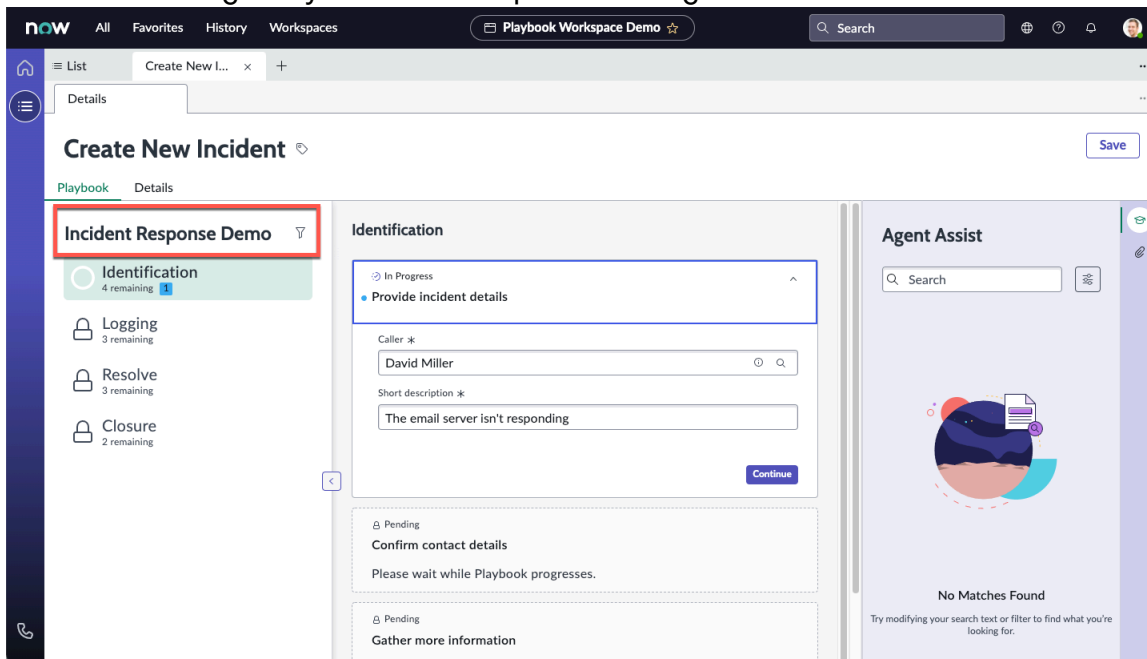 now All Favorites History Workspaces Playbook Workspace Demo Search
List Create New I... × +
Details
Create New Incident
Save
Playbook Details
Incident Response Demo
Identification
4 remaining 1
Logging
3 remaining
Resolve
3 remaining
Closure
2 remaining
Identification
In Progress
Provide incident details
Caller *
David Miller
Short description *
The email server isn't responding
Continue
Pending
Confirm contact details
Please wait while Playbook progresses.
Pending
Gather more information
Agent Assist
Search
No Matches Found
Try modifying your search text or filter to find what you're
looking for.